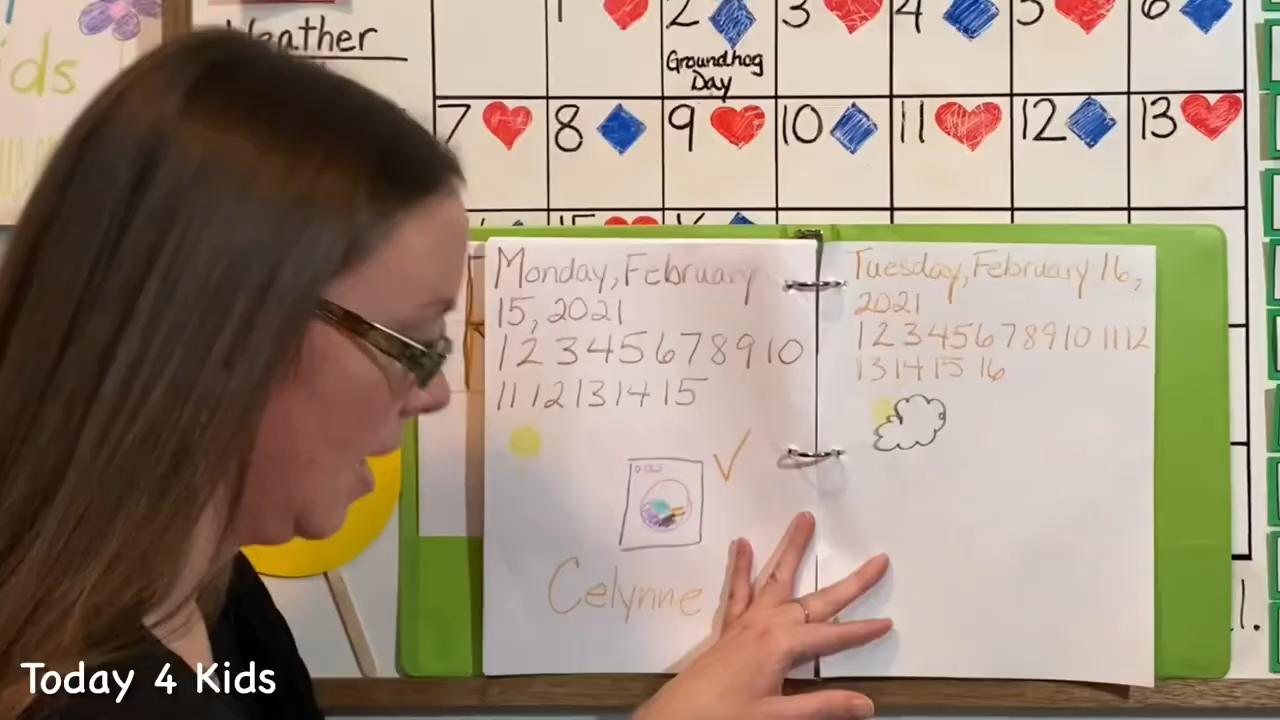 ids
Weather
1 2 3 4 5 6
Groundhog
Day
7 8 9 10 11 12 13
Monday, February
15, 2021
1 2 3 4 5 6 7 8 9 10
11 12 13 14 15
Celynne
Tuesday, February 16,
2021
1 2 3 4 5 6 7 8 9 10 11 12
13 14 15 16
Today 4 Kids